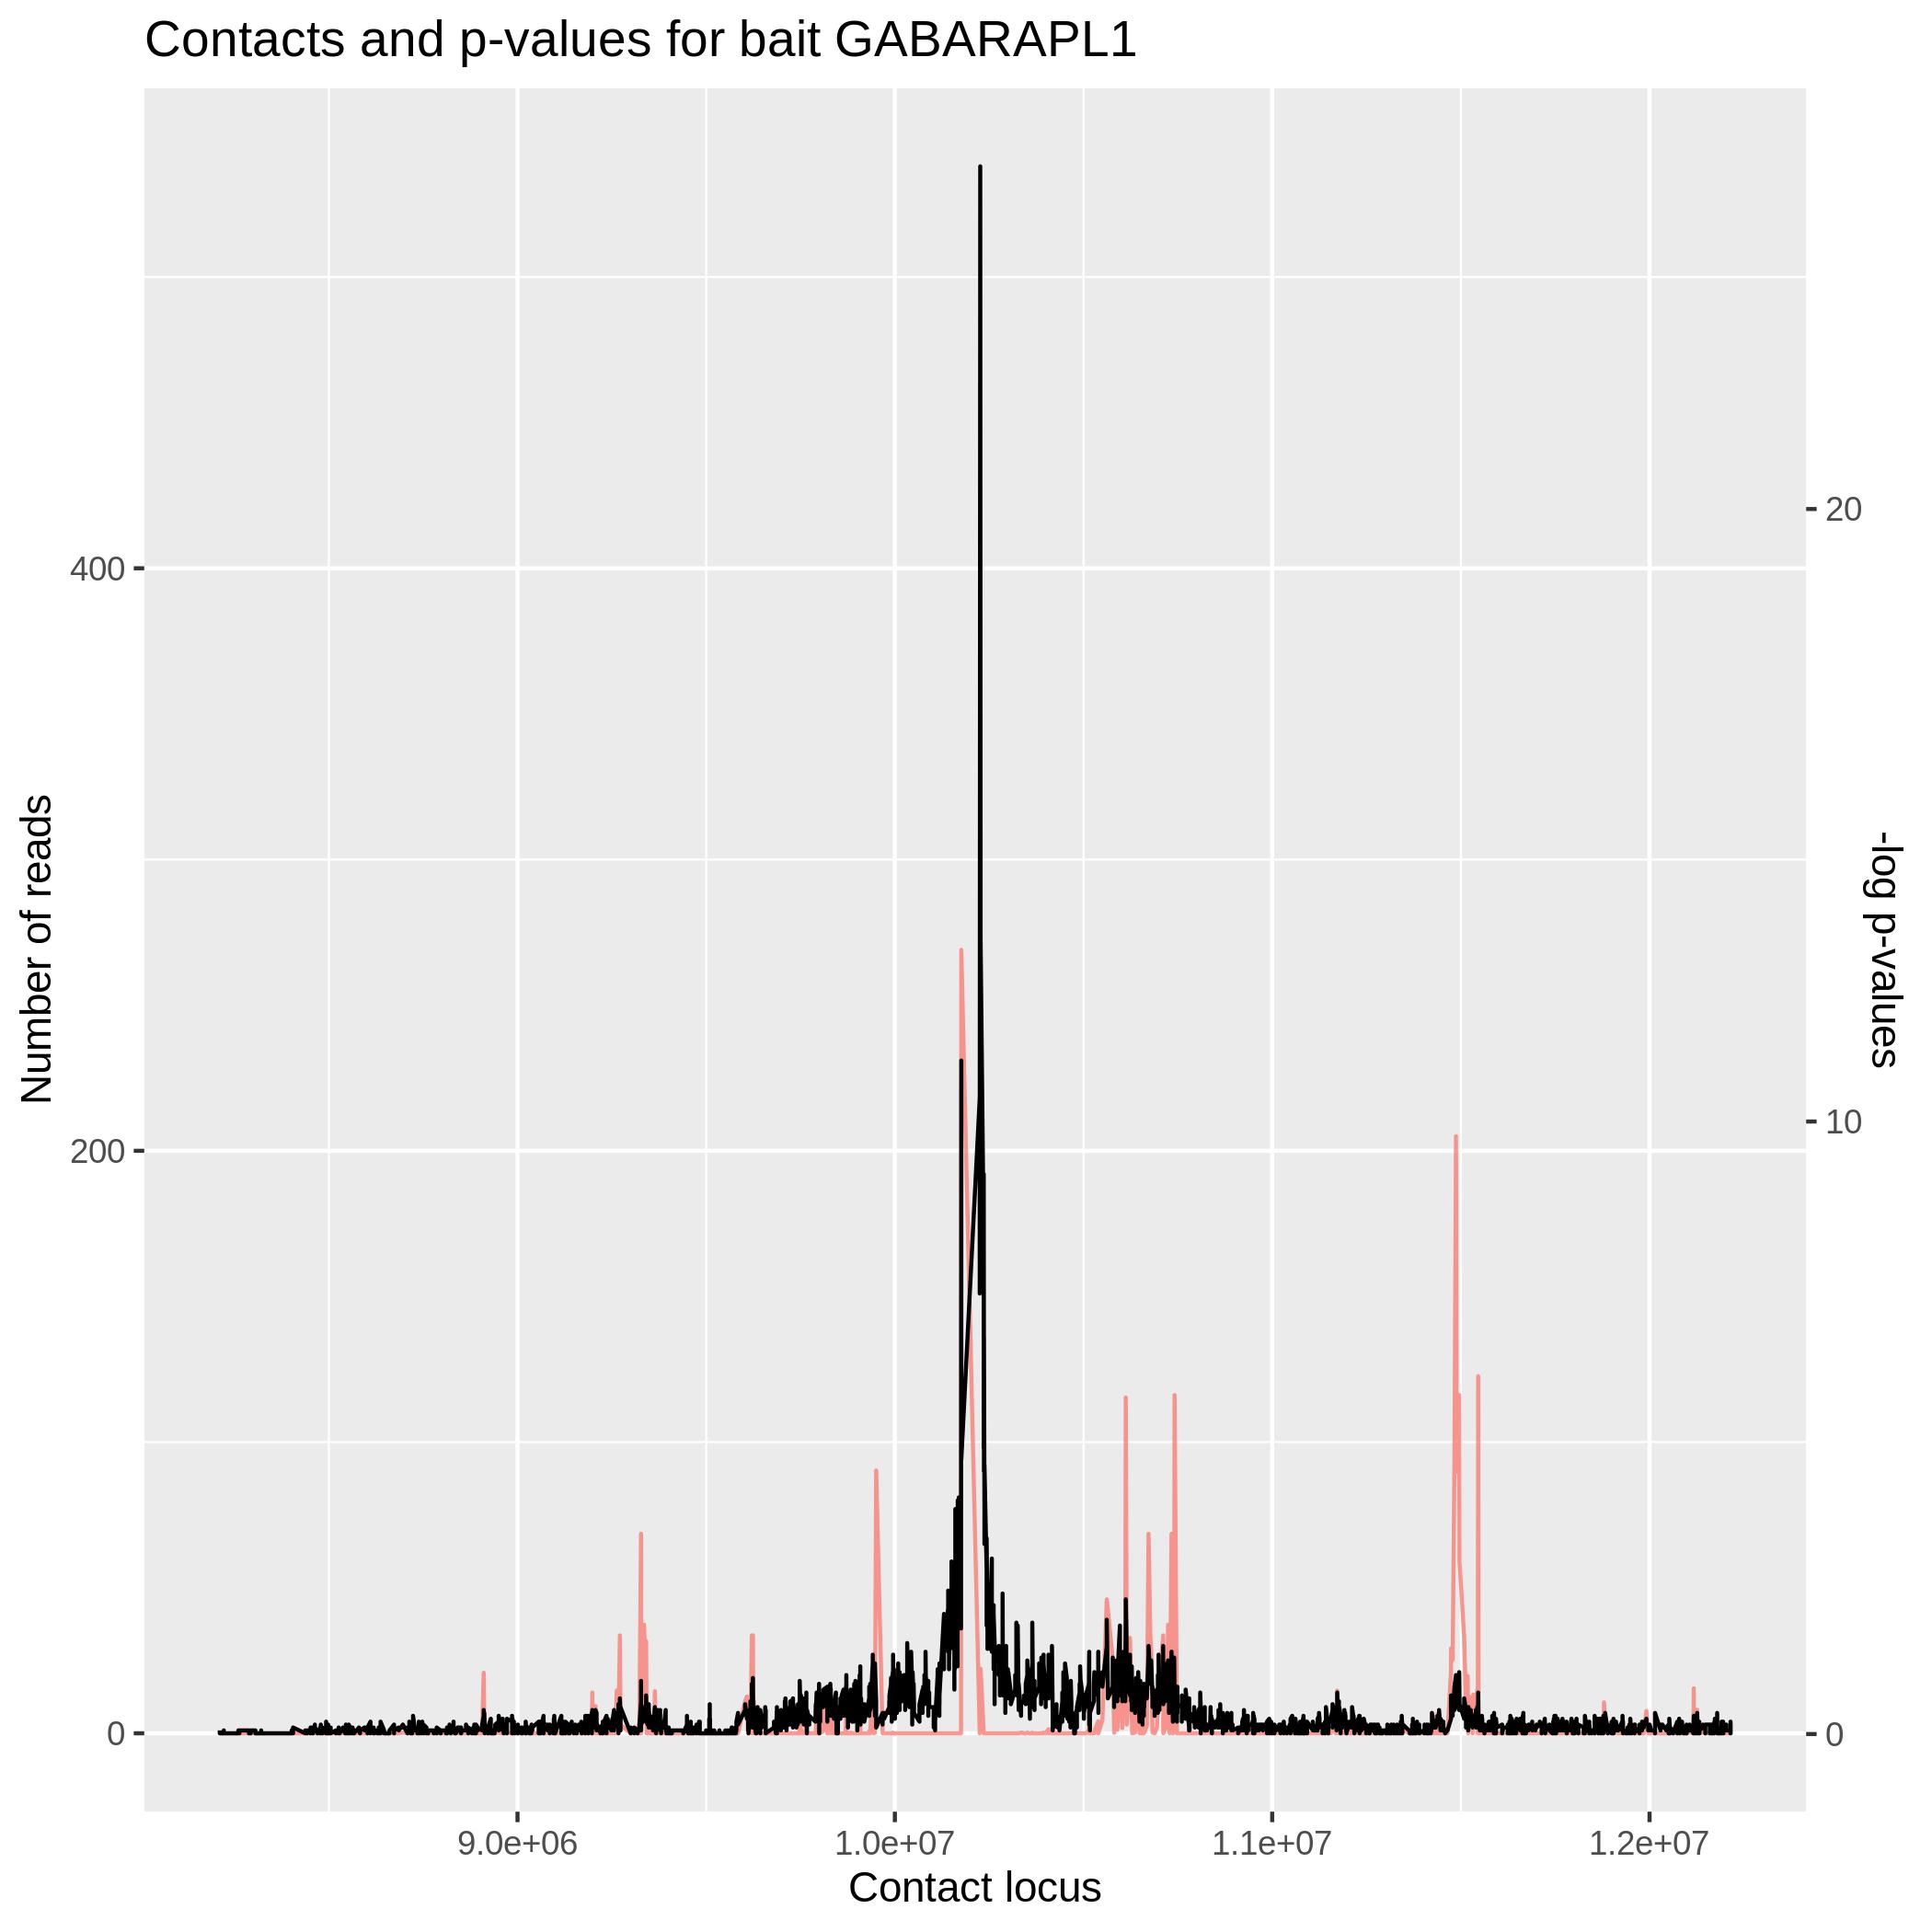 Contacts and p-values for bait GABARAPL1
Number of reads
400
200
0
20
10
0
-log p-values
9.0e+06
1.0e+07
1.1e+07
1.2e+07
Contact locus